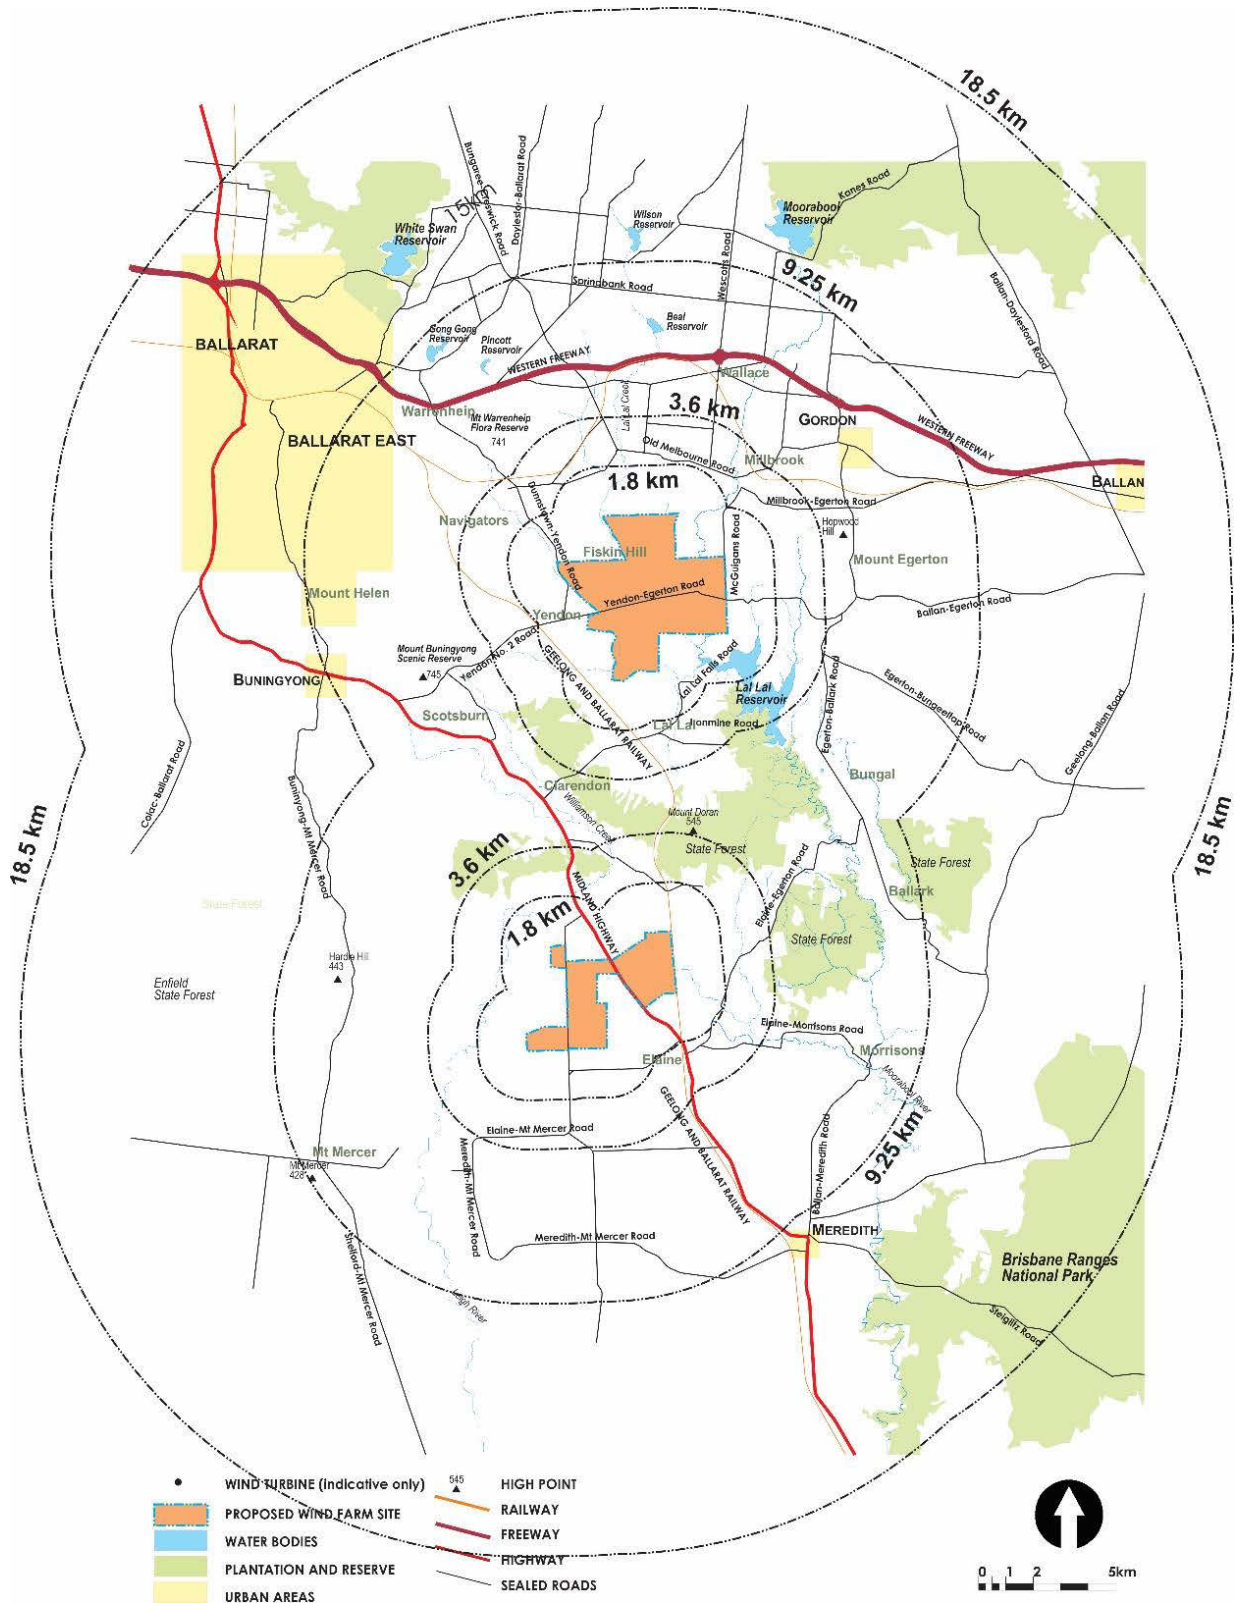 18.5 km
Kanes Road
Bungaree-Creswick Road
Daylesfor-Ballarat Road
15km
Wilson
Reservoir
Moorabool
Reservoir
White Swan
Reservoir
Wescotts Road
9.25 km
Springbank Road
Ballan-Daylesford Road
Beal
Reservoir
Gong Gong
Reservoir
Pincott
Reservoir
BALLARAT
WESTERN FREEWAY
Wallace
Lal Lal Creek
3.6 km
Warrenheip
Mt Warrenheip
Flora Reserve
741
GORDON
WESTERN FREEWAY
BALLARAT EAST
Old Melbourne Road
Millbrook
1.8 km
BALLAN
Millbrook-Egerton Road
Dunnstown-Yendon Road
Navigators
McGuigans Road
Hopwood
Hill
Fiskin Hill
Mount Egerton
Mount Helen
Yendon-Egerton Road
Ballan-Egerton Road
Yendon
Yendon No. 2 Road
Mount Buningyong
Scenic Reserve
745
GEELONG AND BALLARAT RAILWAY
Lal Lal Falls Road
BUNINGYONG
Lal Lal
Reservoir
Egerton-Ballark Road
Egerton-Bungeeltap Road
Geelong-Ballan Road
Scotsburn
Lal Lal
Ironmine Road
Colac-Ballarat Road
Buninyong-Mt Mercer Road
Clarendon
Bungal
Williamson Creek
Mount Doran
545
State Forest
18.5 km
18.5 km
3.6 km
State Forest
Ballark
Elaine-Egerton Road
MIDLAND HIGHWAY
1.8 km
State Forest
State Forest
Hardie Hill
443
Enfield
State Forest
Elaine-Morrisons Road
Elaine
Morrisons
Moorabool River
GEELONG AND BALLARAT RAILWAY
Elaine-Mt Mercer Road
Ballan-Meredith Road
9.25 km
Mt Mercer
Mt Mercer
428
Meredith-Mt Mercer Road
Meredith-Mt Mercer Road
MEREDITH
Shelford-Mt Mercer Road
Brisbane Ranges
National Park
Leigh River
Steiglitz Road
WIND TURBINE (indicative only)
PROPOSED WIND FARM SITE
WATER BODIES
PLANTATION AND RESERVE
URBAN AREAS
545
HIGH POINT
RAILWAY
FREEWAY
HIGHWAY
SEALED ROADS
0 1 2 5km